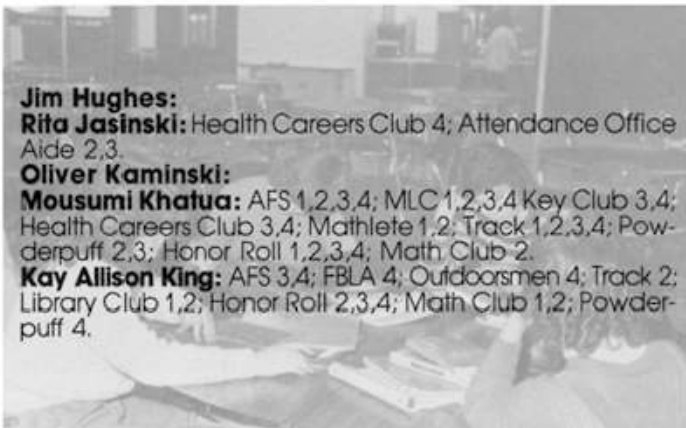 Jim Hughes:
Rita Jasinski: Health Careers Club 4; Attendance Office
Aide 2,3.
Oliver Kaminski:
Mousumi Khatua: AFS 1,2,3,4; MLC 1,2,3,4 Key Club 3,4;
Health Careers Club 3,4; Mathlete 1,2; Track 1,2,3,4; Pow-
derpuff 2,3; Honor Roll 1,2,3,4; Math Club 2.
Kay Allison King: AFS 3,4; FBLA 4; Outdoorsmen 4; Track 2;
Library Club 1,2; Honor Roll 2,3,4; Math Club 1,2; Powder-
puff 4.